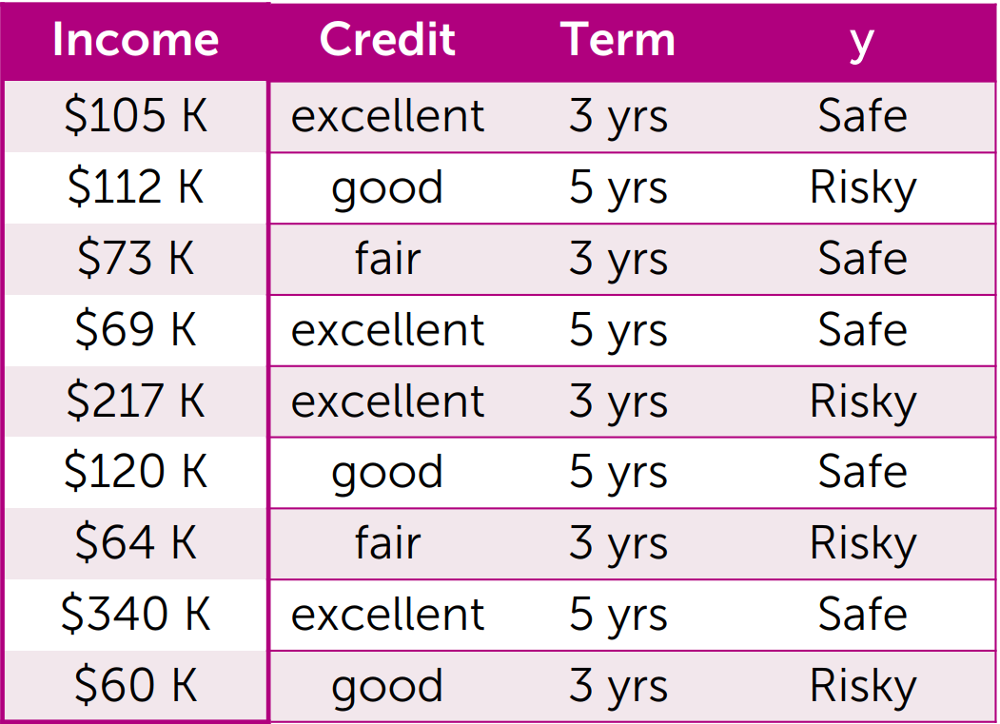 Income Credit Term y
$105 K excellent 3 yrs Safe
$112 K good 5 yrs Risky
$73 K fair 3 yrs Safe
$69 K excellent 5 yrs Safe
$217 K excellent 3 yrs Risky
$120 K good 5 yrs Safe
$64 K fair 3 yrs Risky
$340 K excellent 5 yrs Safe
$60 K good 3 yrs Risky